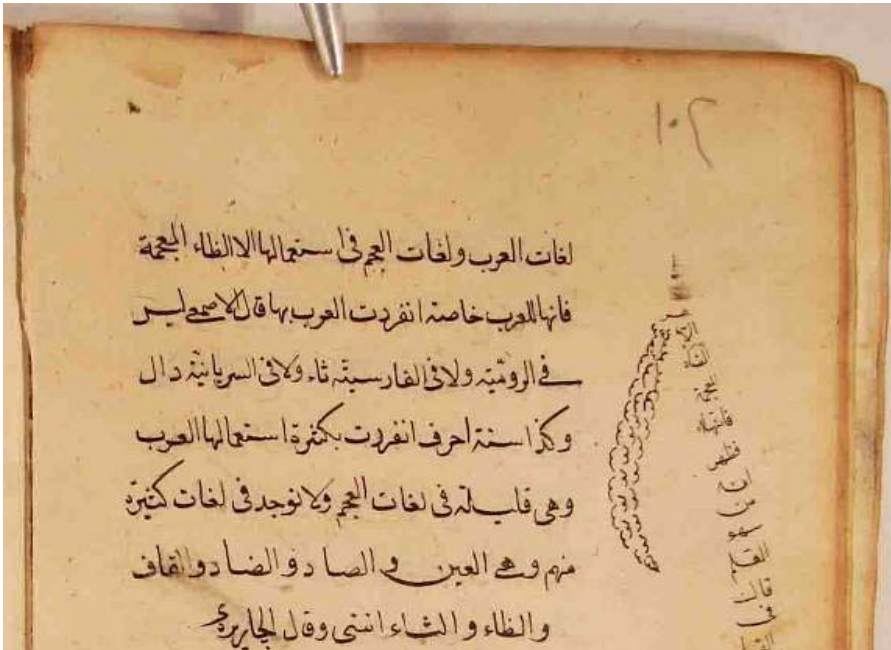 ١٠٢
لغات العرب ولغات العجم في استعمالها الا الظاء المعجمة
فانها للعرب خاصة انفردت العرب بها قال الاصمعي ليس
في الرومية ولا في الفارسية ثاء ولا في السريانية دال
وكذا ستة احرف انفردت بكثرة استعمالها العرب
وهي قليلة في لغات العجم ولا توجد في لغات كثيرة
منهم وهي العين والصاد والضاد والقاف
والظاء والثاء انتهى وقال الجاربردي